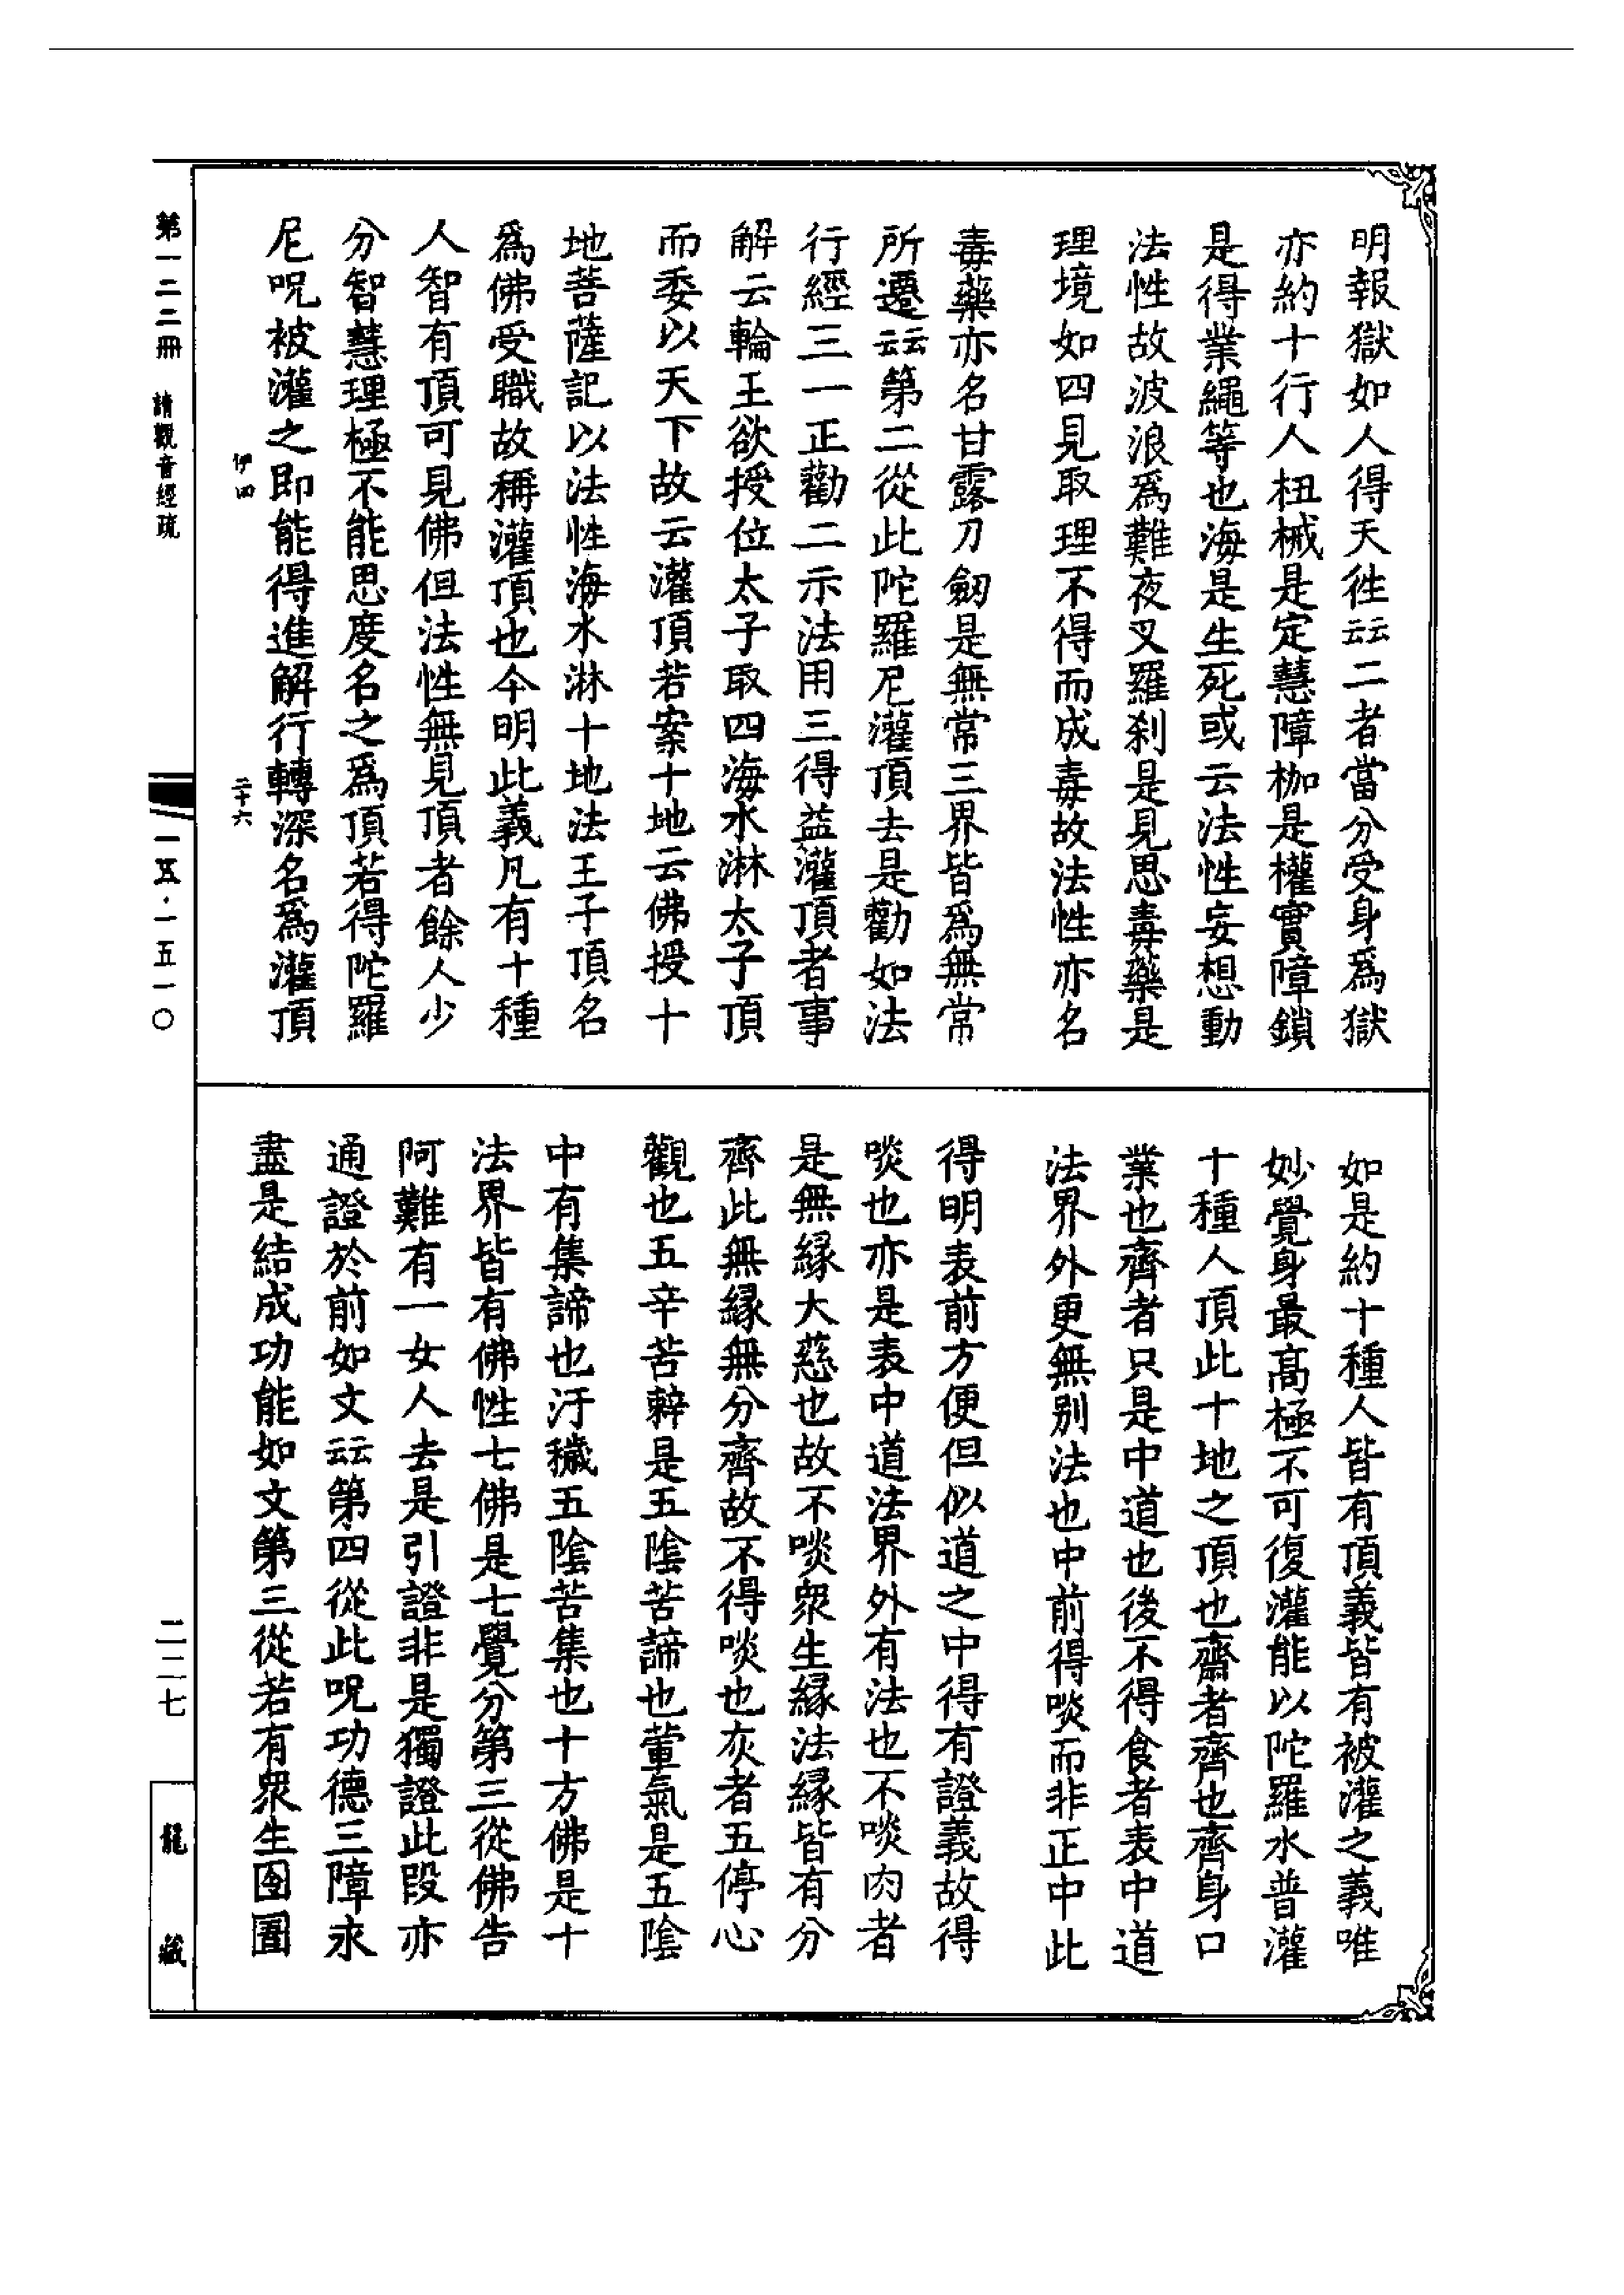 明報獄如人得天徃云云二者當分受身爲獄
亦約十行人杻械是定慧障枷是權實障鎖
是得業繩等也海是生死或云法性妄想動
法性故波浪爲難夜叉羅刹是見思毒藥是
理境如四見取理不得而成毒故法性亦名
毒藥亦名甘露刀劒是無常三界皆爲無常
所遷云云第二從此陀羅尼灌頂去是勸如法
行經三一正勸二示法用三得益灌頂者事
解云輪王欲授位太子取四海水淋太子頂
而委以天下故云灌頂若案十地云佛授十
地菩薩記以法性海水淋十地法王子頂名
爲佛受職故稱灌頂也今明此義凡有十種
人智有頂可見佛但法性無見頂者餘人少
分智慧理極不能思度名之爲頂若得陀羅
尼呪被灌之即能得進解行轉深名爲灌頂
伊四
二十六
如是約十種人皆有頂義皆有被灌之義唯
妙覺身最高極不可復灌能以陀羅水普灌
十種人頂此十地之頂也齋者齊也齊身口
業也齊者只是中道也後不得食者表中道
法界外更無別法也中前得啖而非正中此
得明表前方便但似道之中得有證義故得
啖也亦是表中道法界外有法也不啖肉者
是無緣大慈也故不啖衆生緣法緣皆有分
齊此無緣無分齊故不得啖也灰者五停心
觀也五辛苦辢是五陰苦諦也葷氣是五陰
中有集諦也汙穢五陰苦集也十方佛是十
法界皆有佛性七佛是七覺分第三從佛告
阿難有一女人去是引證非是獨證此段亦
通證於前如文云云第四從此呪功德三障永
盡是結成功能如文第三從若有衆生囹圄
第一二二冊 請觀音經疏
一五·一五一〇
二二七
龍藏